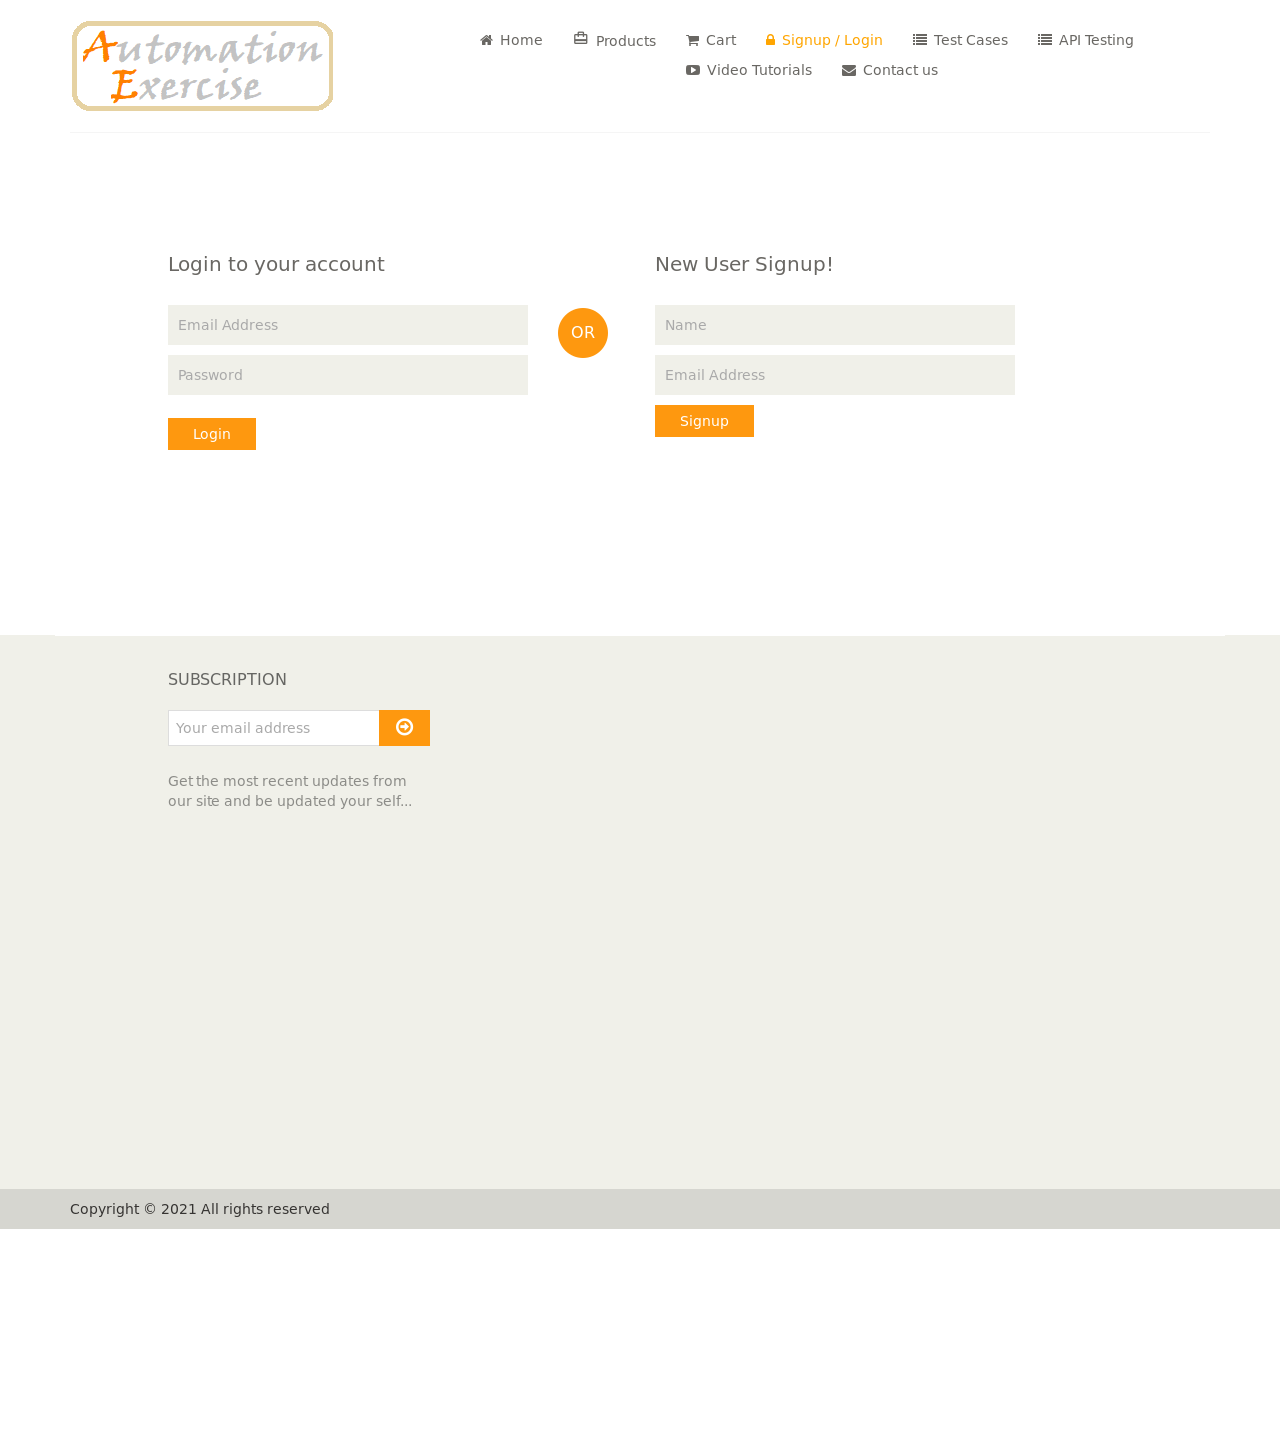 Automation
Exercise
Home Products Cart Signup / Login Test Cases API Testing
Video Tutorials Contact us
Login to your account
Email Address
Password
Login
OR
New User Signup!
Name
Email Address
Signup
SUBSCRIPTION
Your email address
Get the most recent updates from
our site and be updated your self...
Copyright © 2021 All rights reserved